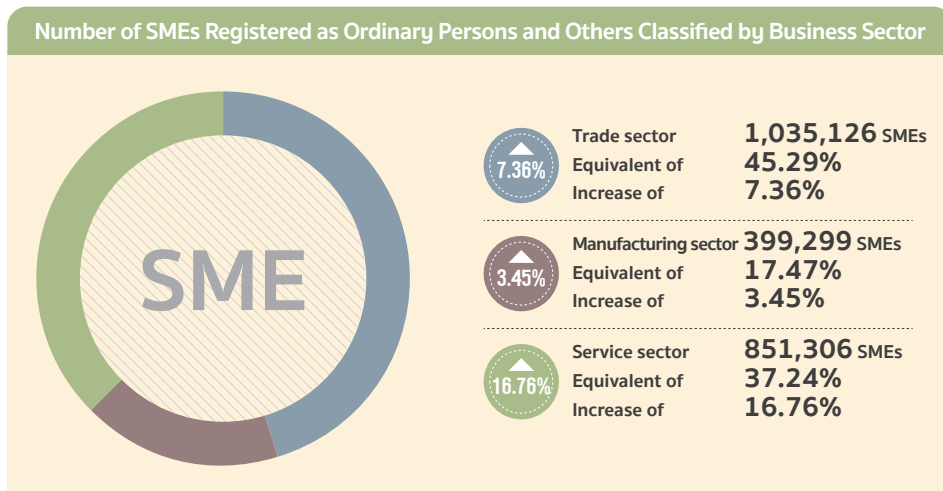 Number of SMEs Registered as Ordinary Persons and Others Classified by Business Sector
SME
7.36%
Trade sector 1,035,126 SMEs
Equivalent of 45.29%
Increase of 7.36%
3.45%
Manufacturing sector 399,299 SMEs
Equivalent of 17.47%
Increase of 3.45%
16.76%
Service sector 851,306 SMEs
Equivalent of 37.24%
Increase of 16.76%